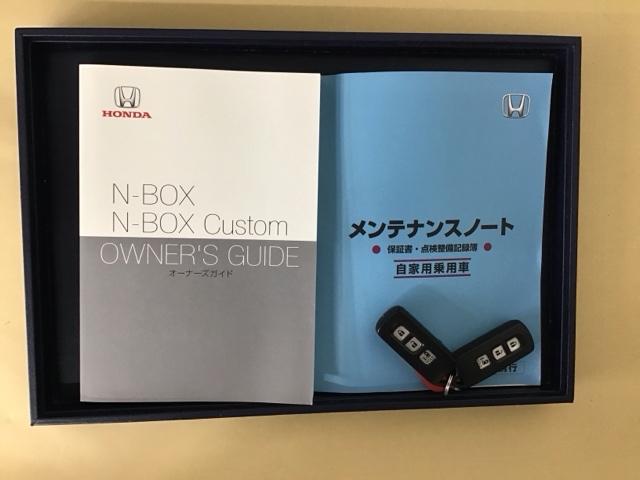 HONDA
N-BOX
N-BOX Custom
OWNER'S GUIDE
オーナーズガイド
メンテナンスノート
保証書・点検整備記録簿
自家用乗用車
行